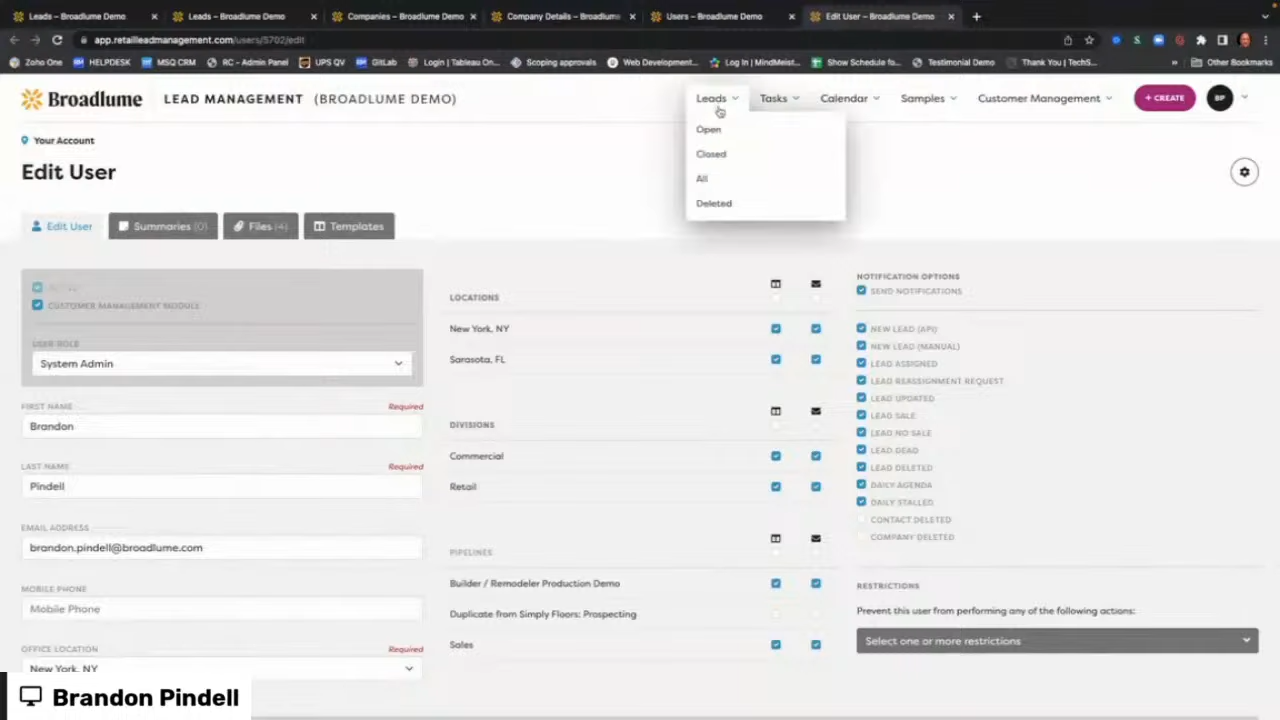 Leads – Broadlume Demo
Leads – Broadlume Demo
Companies – Broadlume Demo
Company Details – Broadlume
Users – Broadlume Demo
Edit User – Broadlume Demo
app.retailleadmanagement.com/users/5702/edit
Zoho One
HELPDESK
MSQ CRM
RC - Admin Panel
UPS QV
GitLab
Login | Tableau On...
Scoping approvals
Web Development...
Log In | MindMeist...
Show Schedule fo...
Testimonial Demo
Thank You | TechS...
»
Other Bookmarks
Broadlume
LEAD MANAGEMENT (BROADLUME DEMO)
Leads
Tasks
Calendar
Samples
Customer Management
+ CREATE
BP
Open
Closed
All
Deleted
Your Account
Edit User
Edit User
Summaries (0)
Files (4)
Templates
CUSTOMER MANAGEMENT MODULE
USER ROLE
System Admin
FIRST NAME
Required
Brandon
LAST NAME
Required
Pindell
EMAIL ADDRESS
brandon.pindell@broadlume.com
MOBILE PHONE
Mobile Phone
OFFICE LOCATION
Required
New York, NY
LOCATIONS
New York, NY
Sarasota, FL
DIVISIONS
Commercial
Retail
PIPELINES
Builder / Remodeler Production Demo
Duplicate from Simply Floors: Prospecting
Sales
NOTIFICATION OPTIONS
SEND NOTIFICATIONS
NEW LEAD (API)
NEW LEAD (MANUAL)
LEAD ASSIGNED
LEAD REASSIGNMENT REQUEST
LEAD UPDATED
LEAD SALE
LEAD NO SALE
LEAD DEAD
LEAD DELETED
DAILY AGENDA
DAILY STALLED
CONTACT DELETED
COMPANY DELETED
RESTRICTIONS
Prevent this user from performing any of the following actions:
Select one or more restrictions
Brandon Pindell